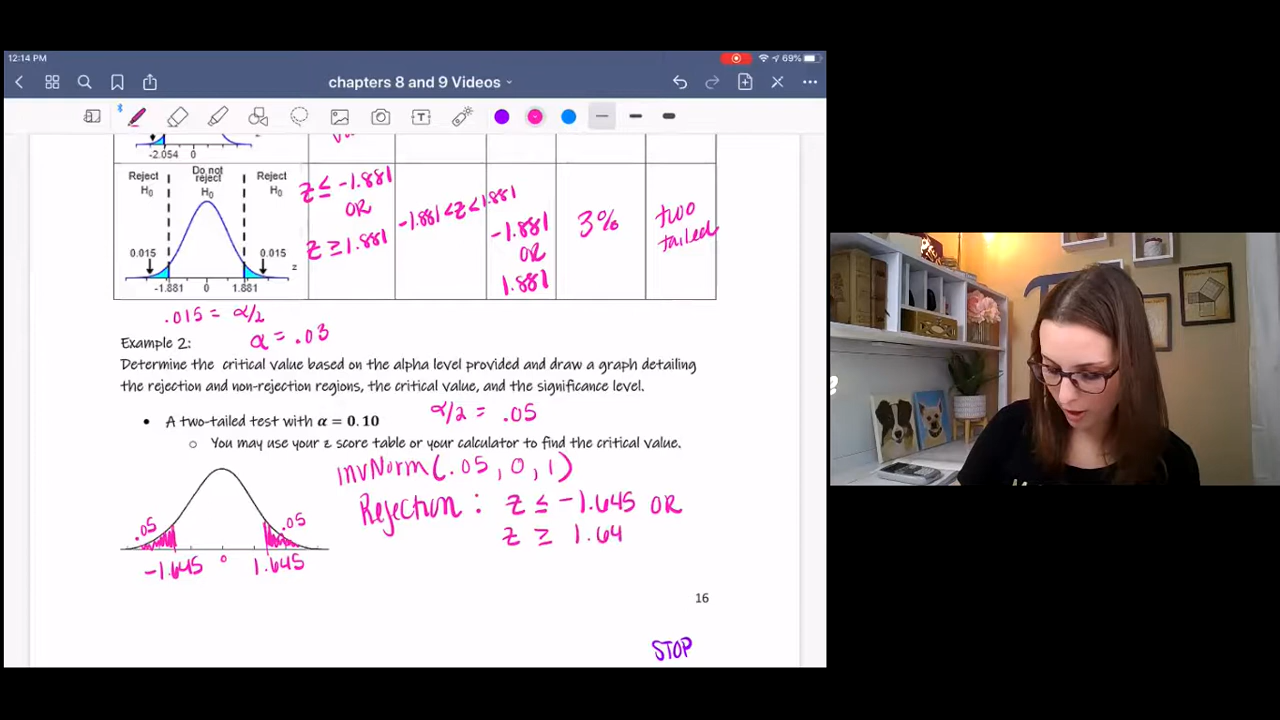 12:14 PM
69%
chapters 8 and 9 Videos
-2.054 0
Reject H0 Do not reject H0 Reject H0
0.015 0.015
-1.881 0 1.881 z
z ≤ -1.881
OR
z ≥ 1.881
-1.881 < z < 1.881
-1.881
OR
1.881
3%
two
tailed
.015 = α/2
α = .03
Example 2:
Determine the critical value based on the alpha level provided and draw a graph detailing
the rejection and non-rejection regions, the critical value, and the significance level.
• A two-tailed test with α = 0.10
α/2 = .05
○ You may use your z score table or your calculator to find the critical value.
invNorm(.05, 0, 1)
Rejection: z ≤ -1.645 OR
z ≥ 1.64
.05 .05
-1.645 0 1.645
16
STOP